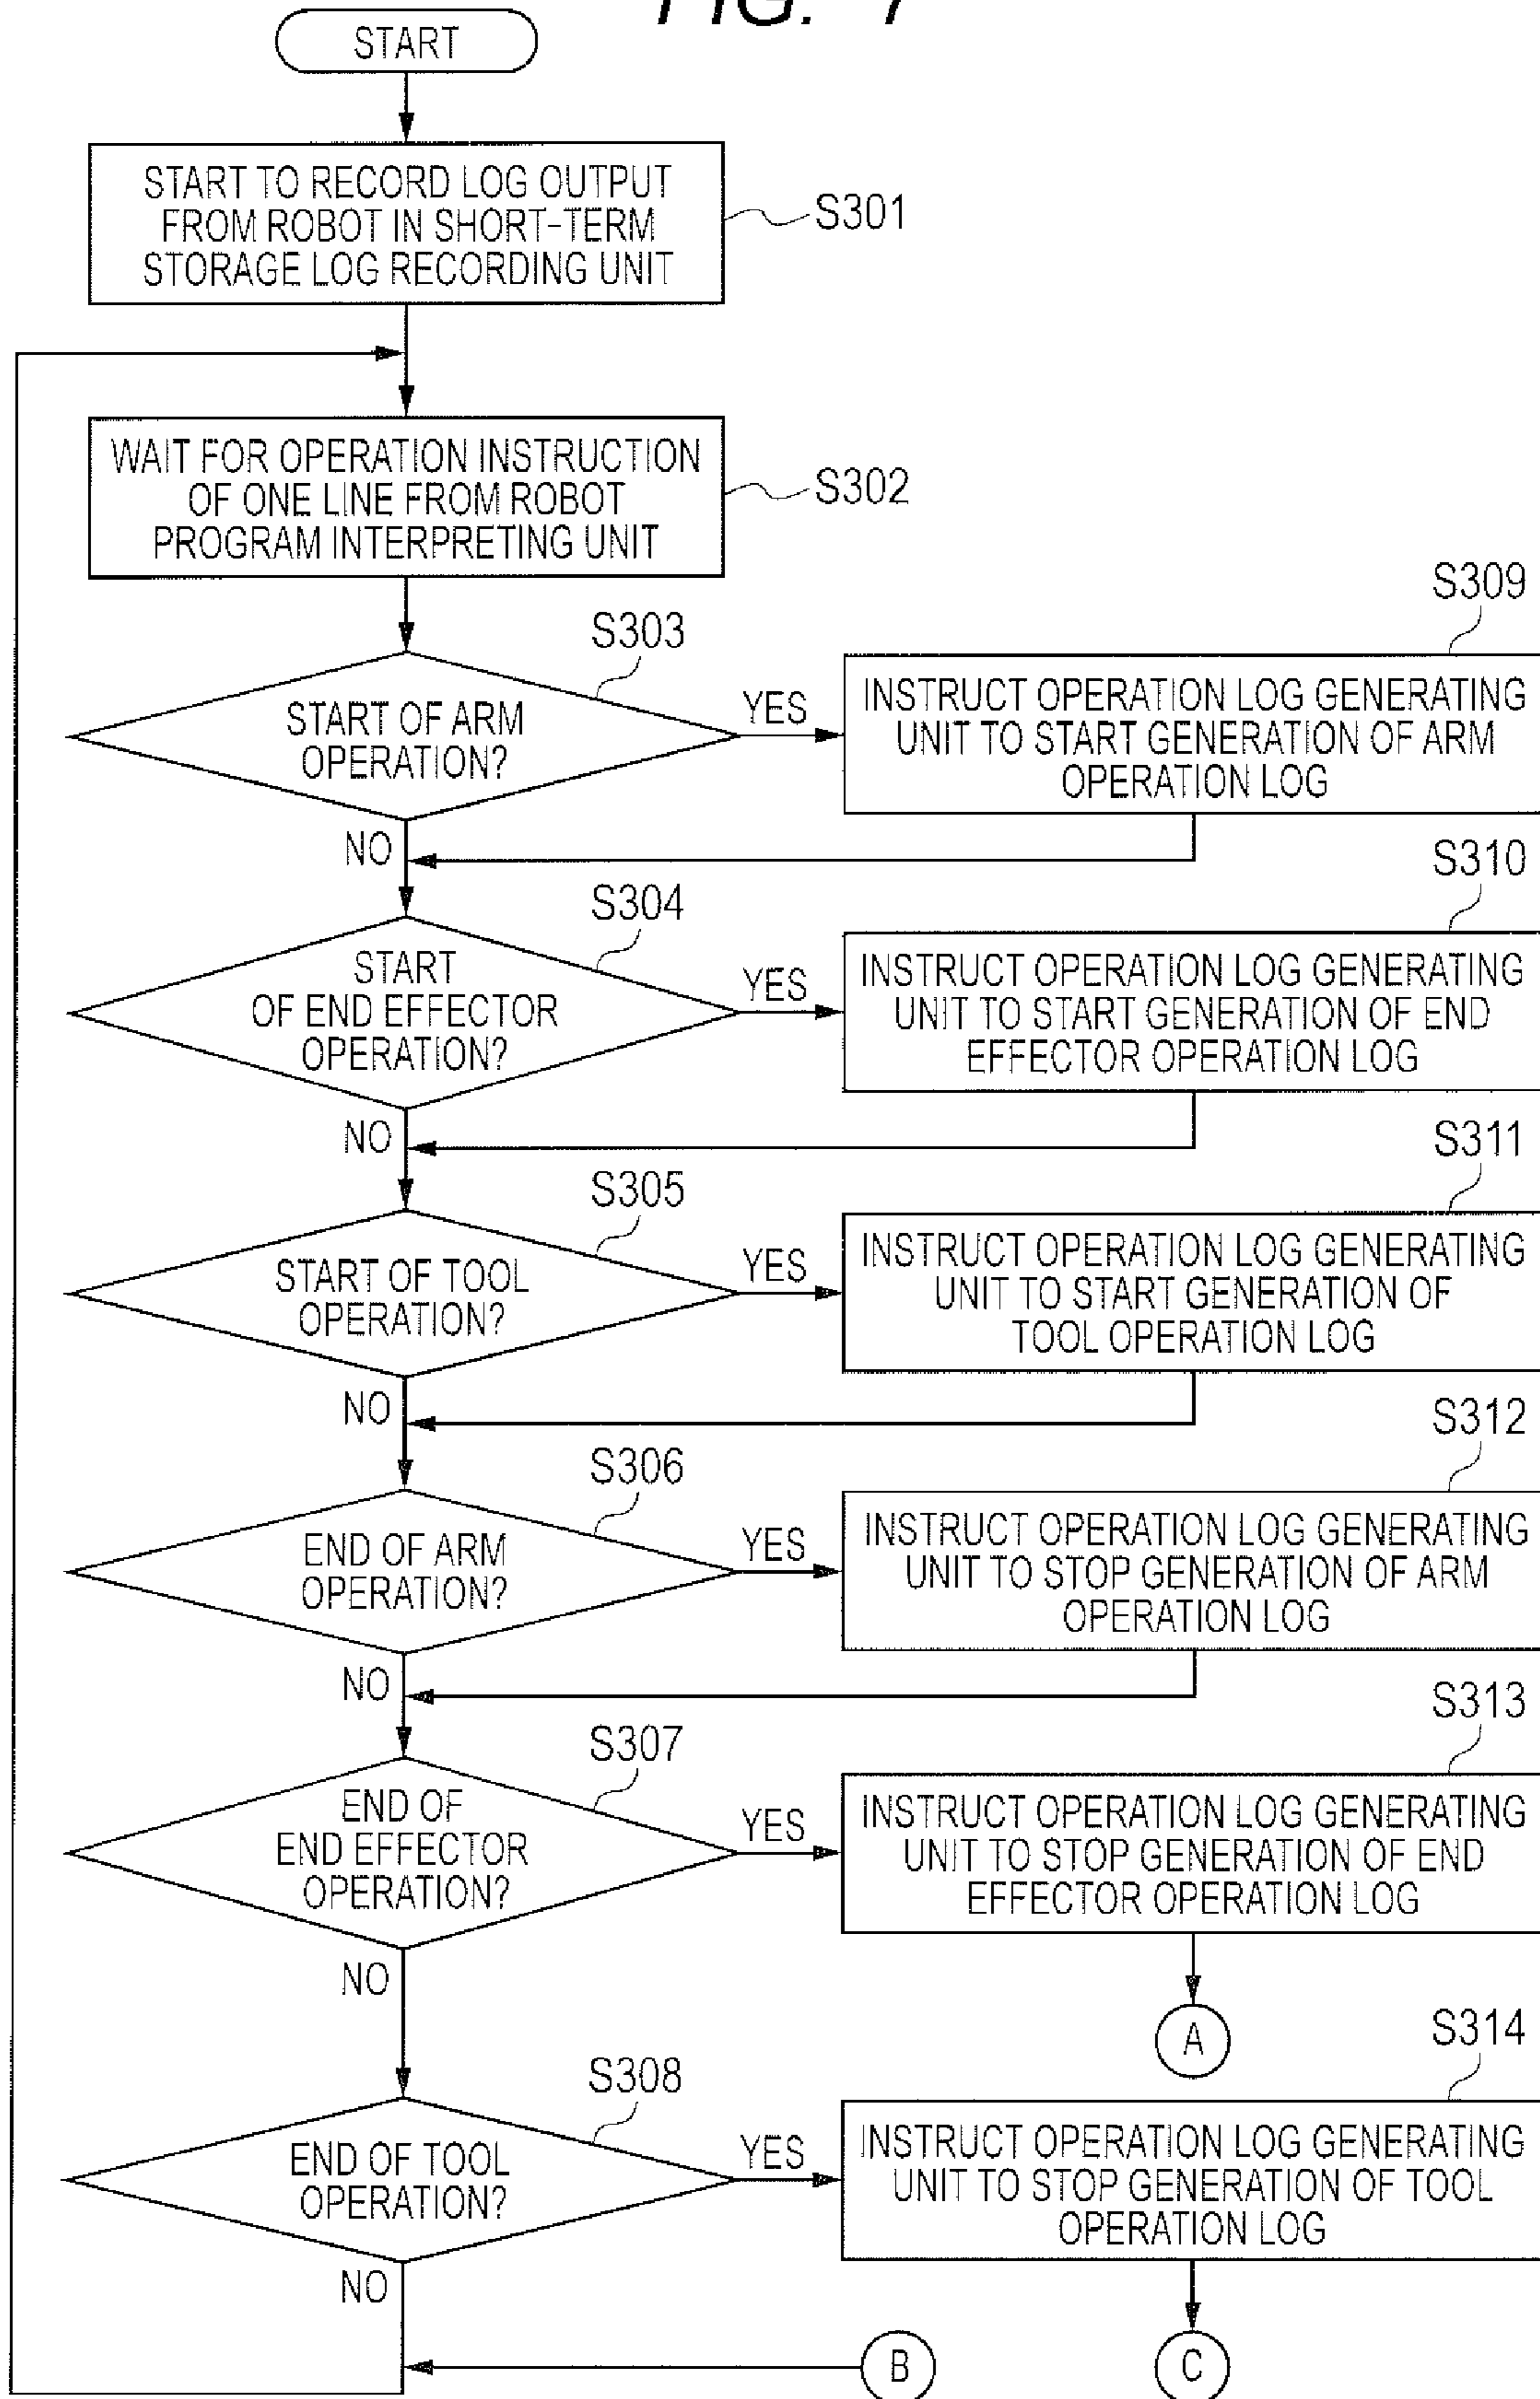 FIG.
START
START TO RECORD LOG OUTPUT
FROM ROBOT IN SHORT-TERM
STORAGE LOG RECORDING UNIT
S301
WAIT FOR OPERATION INSTRUCTION
OF ONE LINE FROM ROBOT
PROGRAM INTERPRETING UNIT
S302
S303
START OF ARM
OPERATION?
YES
NO
S309
INSTRUCT OPERATION LOG GENERATING
UNIT TO START GENERATION OF ARM
OPERATION LOG
S304
START
OF END EFFECTOR
OPERATION?
YES
NO
S310
INSTRUCT OPERATION LOG GENERATING
UNIT TO START GENERATION OF END
EFFECTOR OPERATION LOG
S305
START OF TOOL
OPERATION?
YES
NO
S311
INSTRUCT OPERATION LOG GENERATING
UNIT TO START GENERATION OF
TOOL OPERATION LOG
S306
END OF ARM
OPERATION?
YES
NO
S312
INSTRUCT OPERATION LOG GENERATING
UNIT TO STOP GENERATION OF ARM
OPERATION LOG
S307
END OF
END EFFECTOR
OPERATION?
YES
NO
S313
INSTRUCT OPERATION LOG GENERATING
UNIT TO STOP GENERATION OF END
EFFECTOR OPERATION LOG
A
S308
END OF TOOL
OPERATION?
YES
NO
S314
INSTRUCT OPERATION LOG GENERATING
UNIT TO STOP GENERATION OF TOOL
OPERATION LOG
B
C